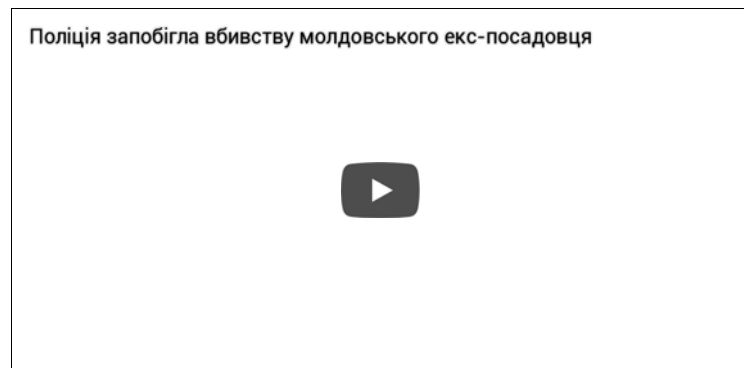 Поліція запобігла вбивству молдовського екс-посадовця